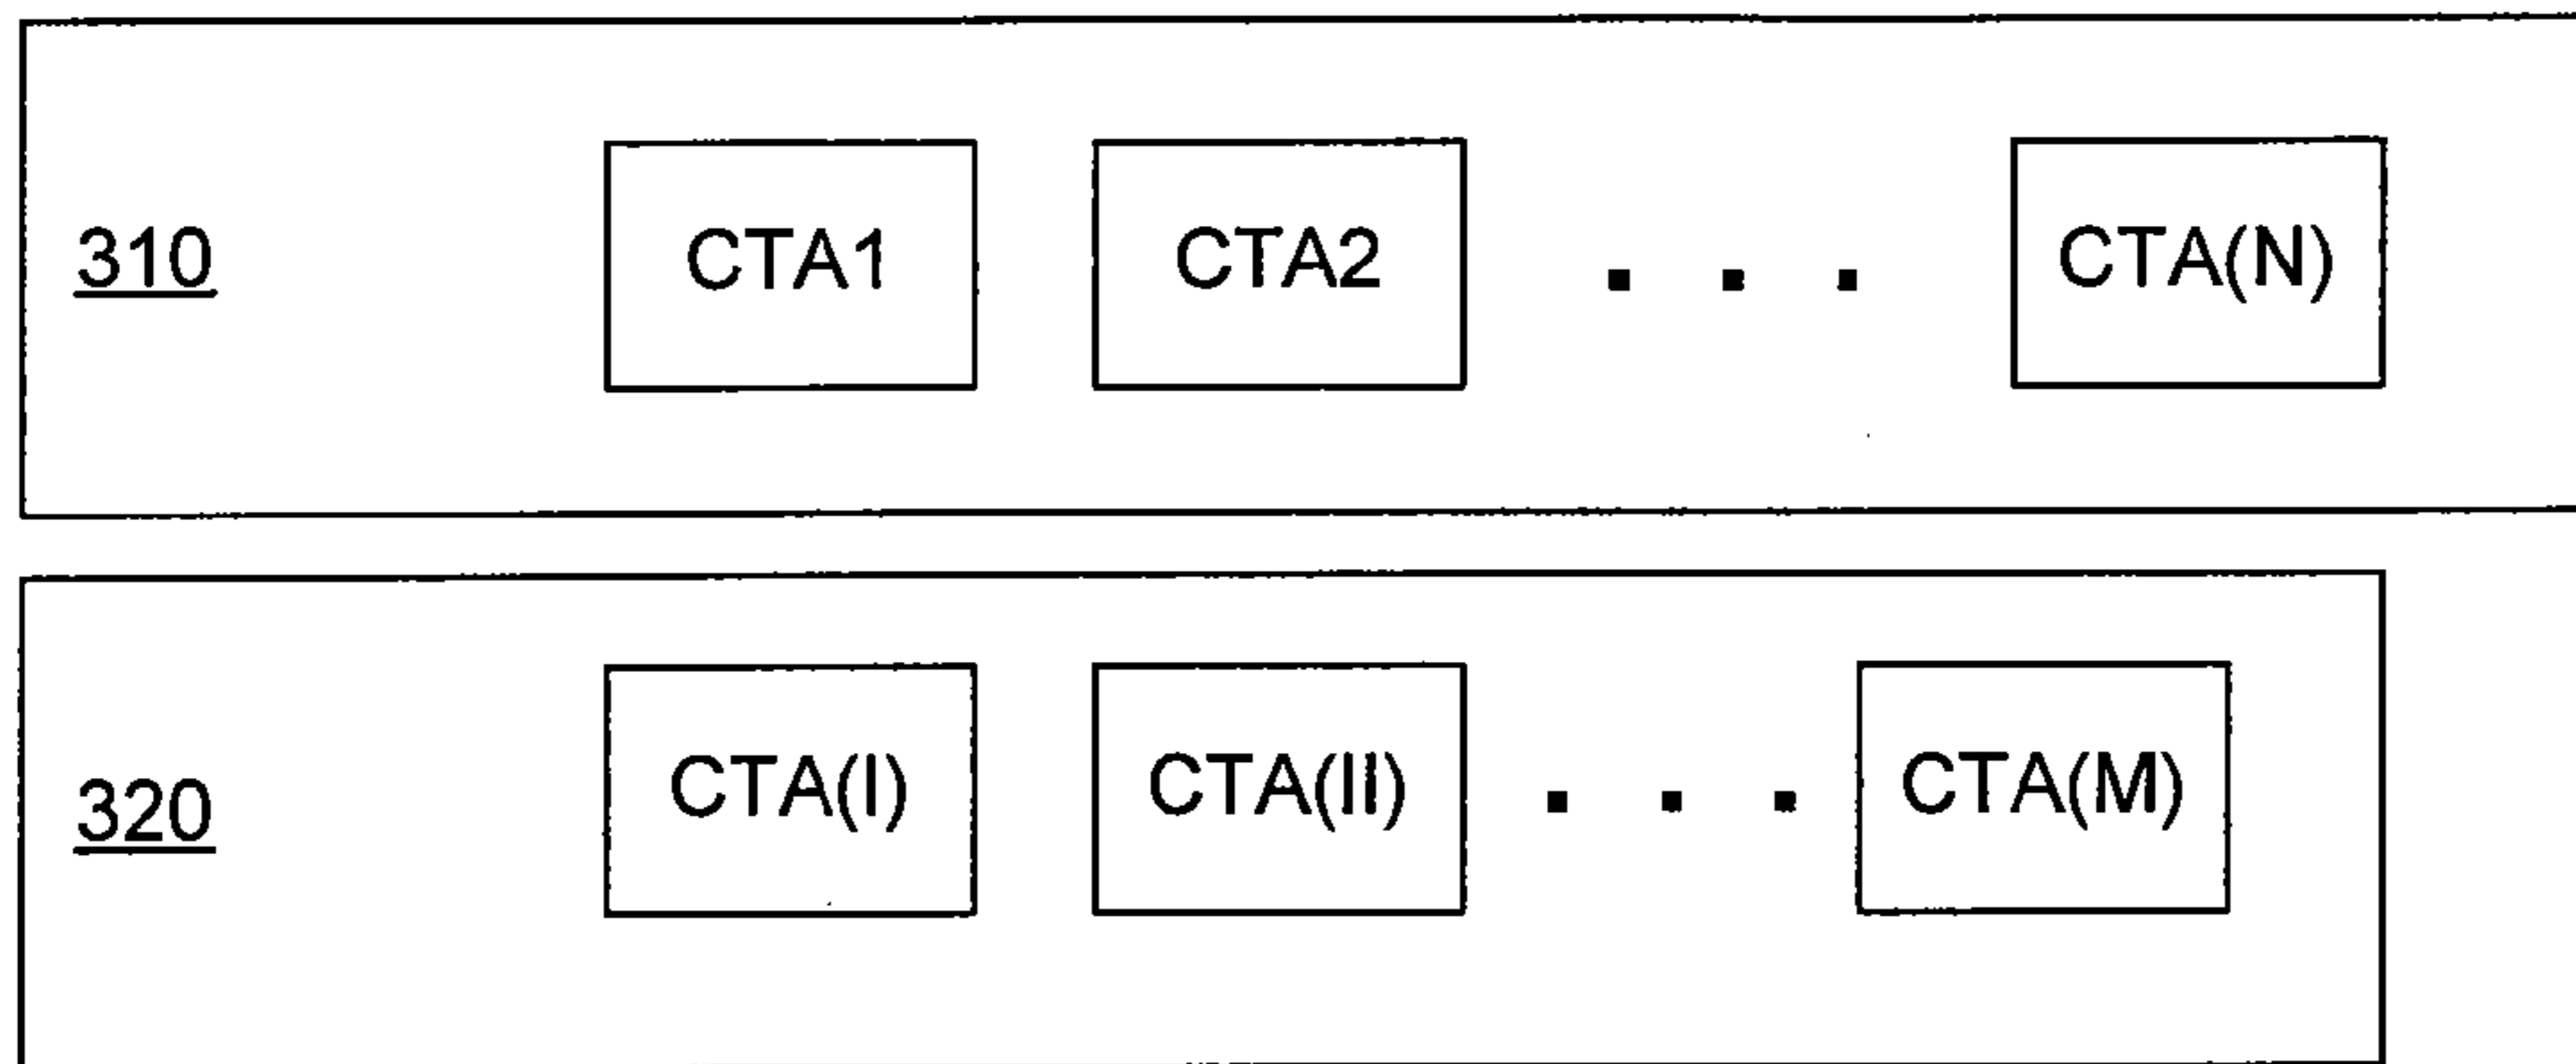 310 CTA1 CTA2 . . . CTA(N)
320 CTA(I) CTA(II) . . . CTA(M)